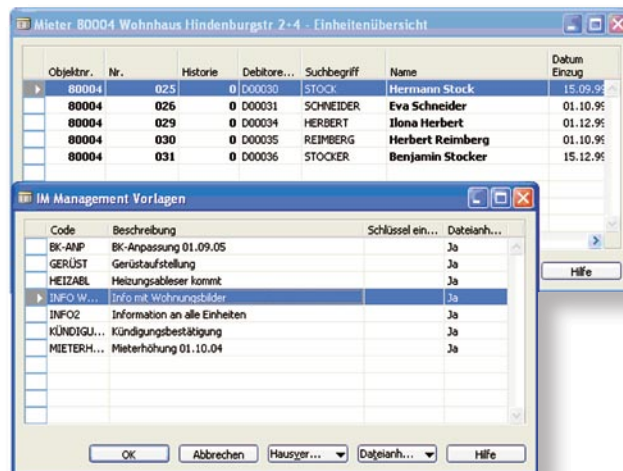 Mieter 80004 Wohnhaus Hindenburgstr 2+4 - Einheitenübersicht
Objektnr. Nr. Historie Debitore... Suchbegriff Name Datum Einzug
80004 025 0 D00030 STOCK Hermann Stock 15.09.99
80004 026 0 D00031 SCHNEIDER Eva Schneider 01.10.99
80004 029 0 D00034 HERBERT Ilona Herbert 01.12.99
80004 030 0 D00035 REIMBERG Herbert Reimberg 01.10.99
80004 031 0 D00036 STOCKER Benjamin Stocker 15.12.99
Hilfe
IM Management Vorlagen
Code Beschreibung Schlüssel ein... Dateianh...
BK-ANP BK-Anpassung 01.09.05 Ja
GERÜST Gerüstaufstellung Ja
HEIZABL Heizungsableser kommt Ja
INFO W... Info mit Wohnungsbilder Ja
INFO2 Information an alle Einheiten Ja
KÜNDIGU... Kündigungsbestätigung Ja
MIETERH... Mieterhöhung 01.10.04 Ja
OK Abbrechen Hausver... Dateianh... Hilfe